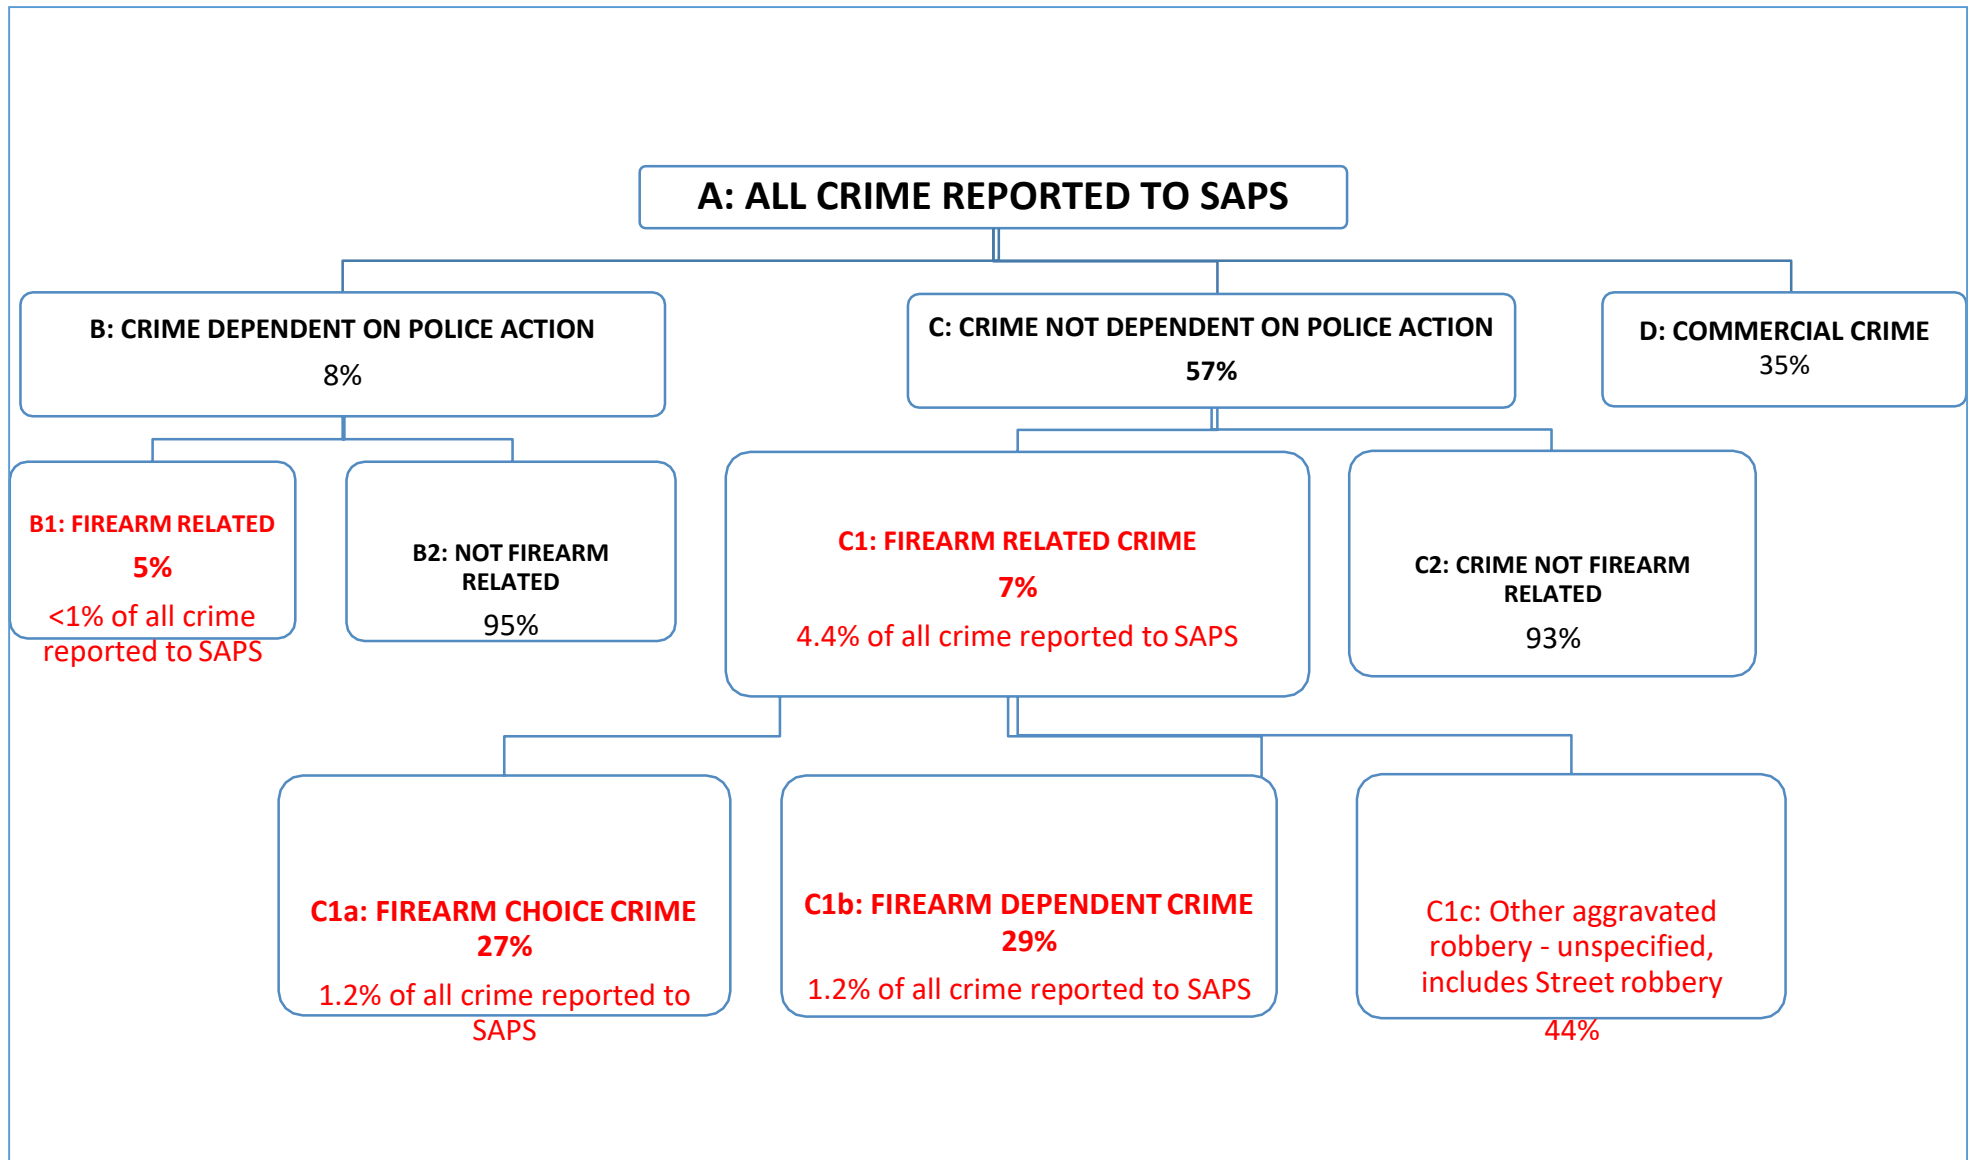 A: ALL CRIME REPORTED TO SAPS
B: CRIME DEPENDENT ON POLICE ACTION
8%
C: CRIME NOT DEPENDENT ON POLICE ACTION
57%
D: COMMERCIAL CRIME
35%
B1: FIREARM RELATED
5%
<1% of all crime
reported to SAPS
B2: NOT FIREARM
RELATED
95%
C1: FIREARM RELATED CRIME
7%
4.4% of all crime reported to SAPS
C2: CRIME NOT FIREARM
RELATED
93%
C1a: FIREARM CHOICE CRIME
27%
1.2% of all crime reported to
SAPS
C1b: FIREARM DEPENDENT CRIME
29%
1.2% of all crime reported to SAPS
C1c: Other aggravated
robbery - unspecified,
includes Street robbery
44%